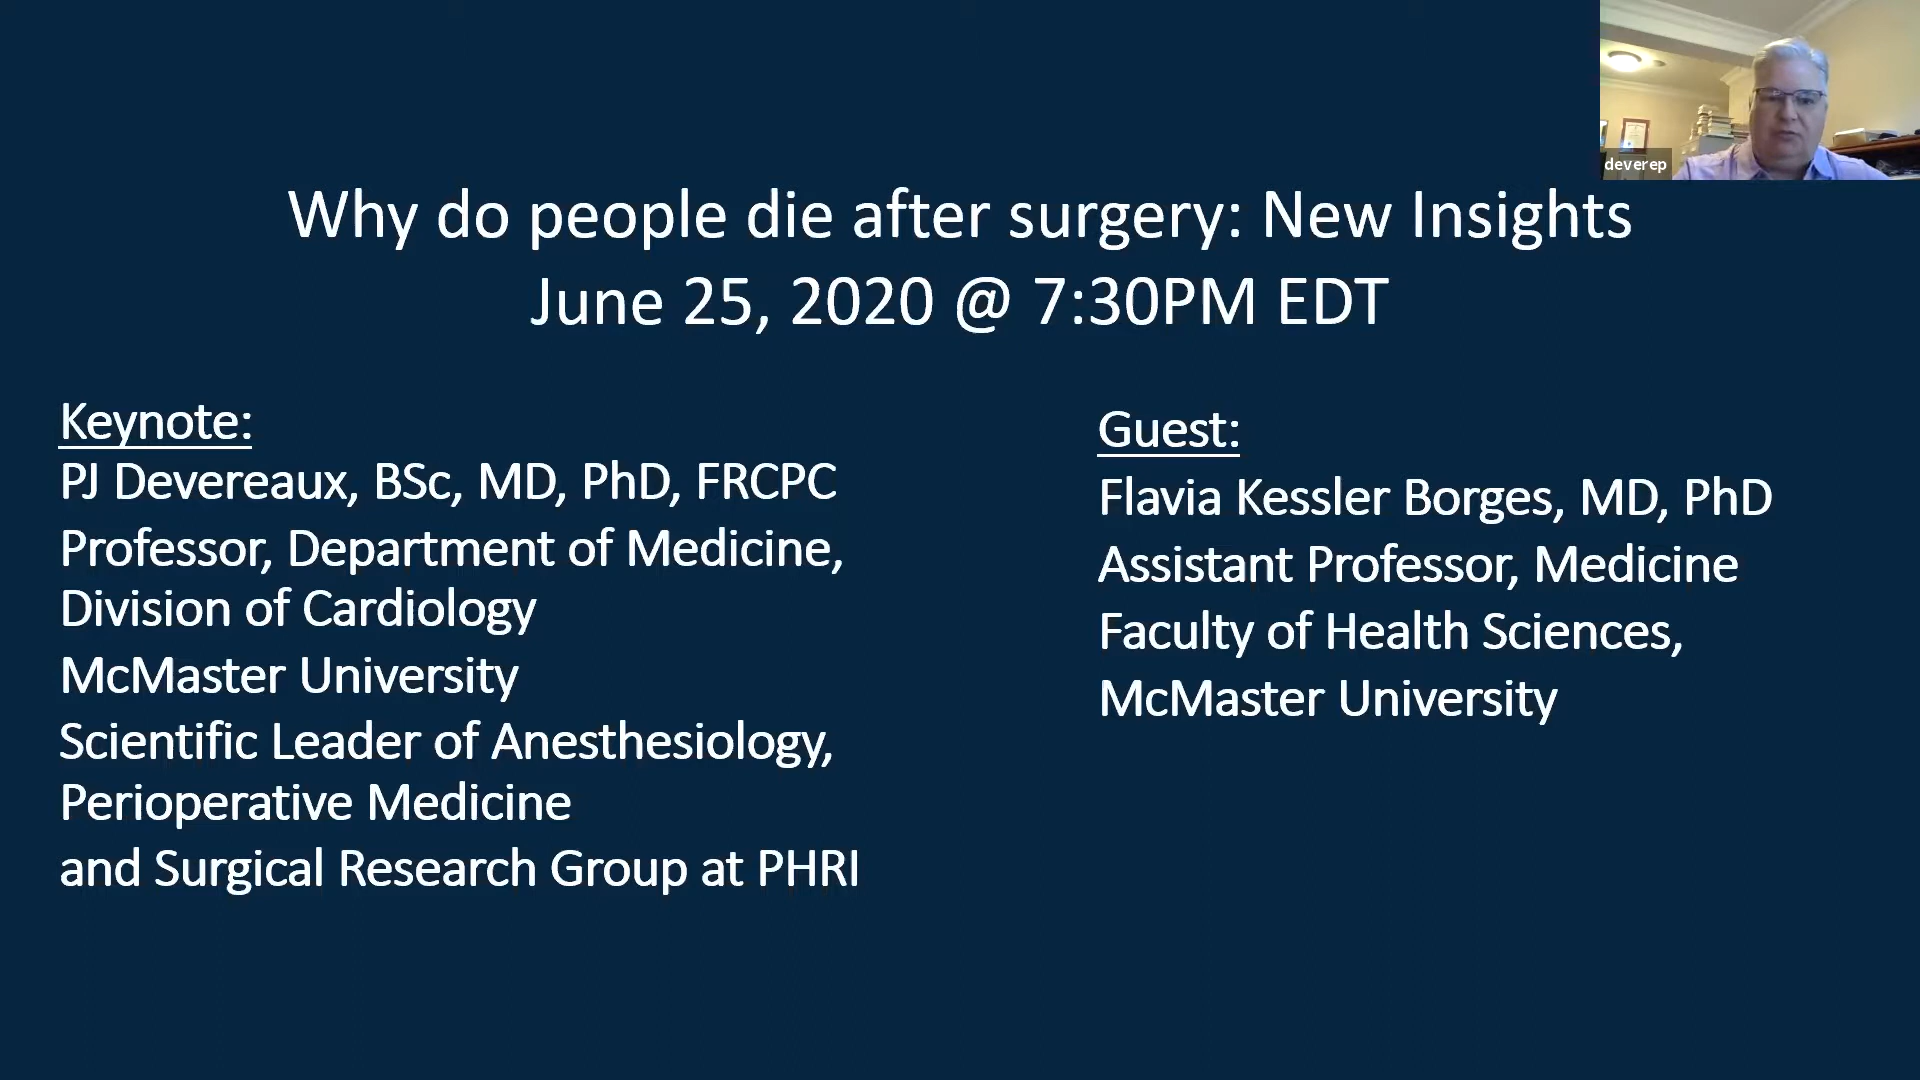 deverep
Why do people die after surgery: New Insights
June 25, 2020 @ 7:30PM EDT
Keynote:
PJ Devereaux, BSc, MD, PhD, FRCPC
Professor, Department of Medicine,
Division of Cardiology
McMaster University
Scientific Leader of Anesthesiology,
Perioperative Medicine
and Surgical Research Group at PHRI
Guest:
Flavia Kessler Borges, MD, PhD
Assistant Professor, Medicine
Faculty of Health Sciences,
McMaster University